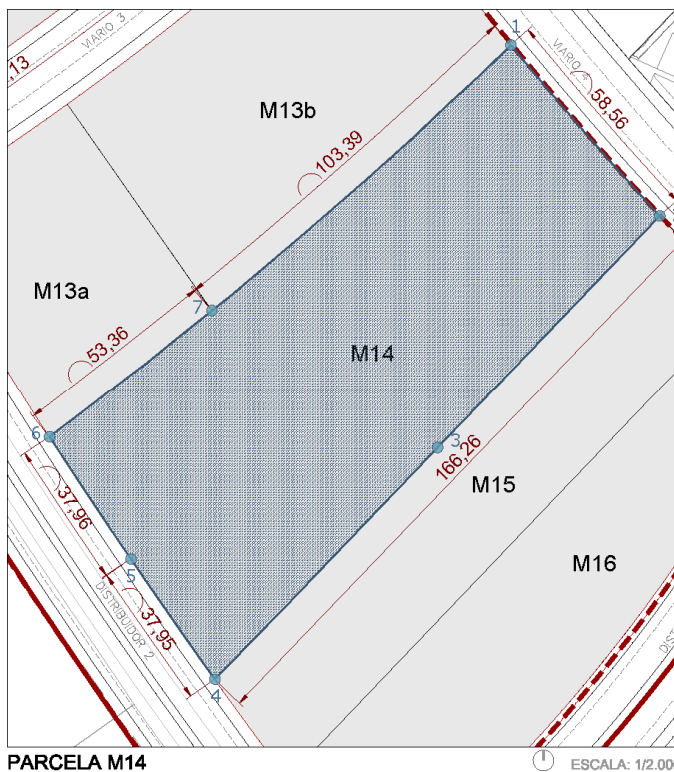 1
VIARIO 3
VIARIO 4
,13
58,56
M13b
103,39
M13a
7
53,36
M14
6
3
166,26
37,96
M15
5
M16
DISTRIBUIDOR 2
37,95
4
PARCELA M14
ESCALA: 1/2.00